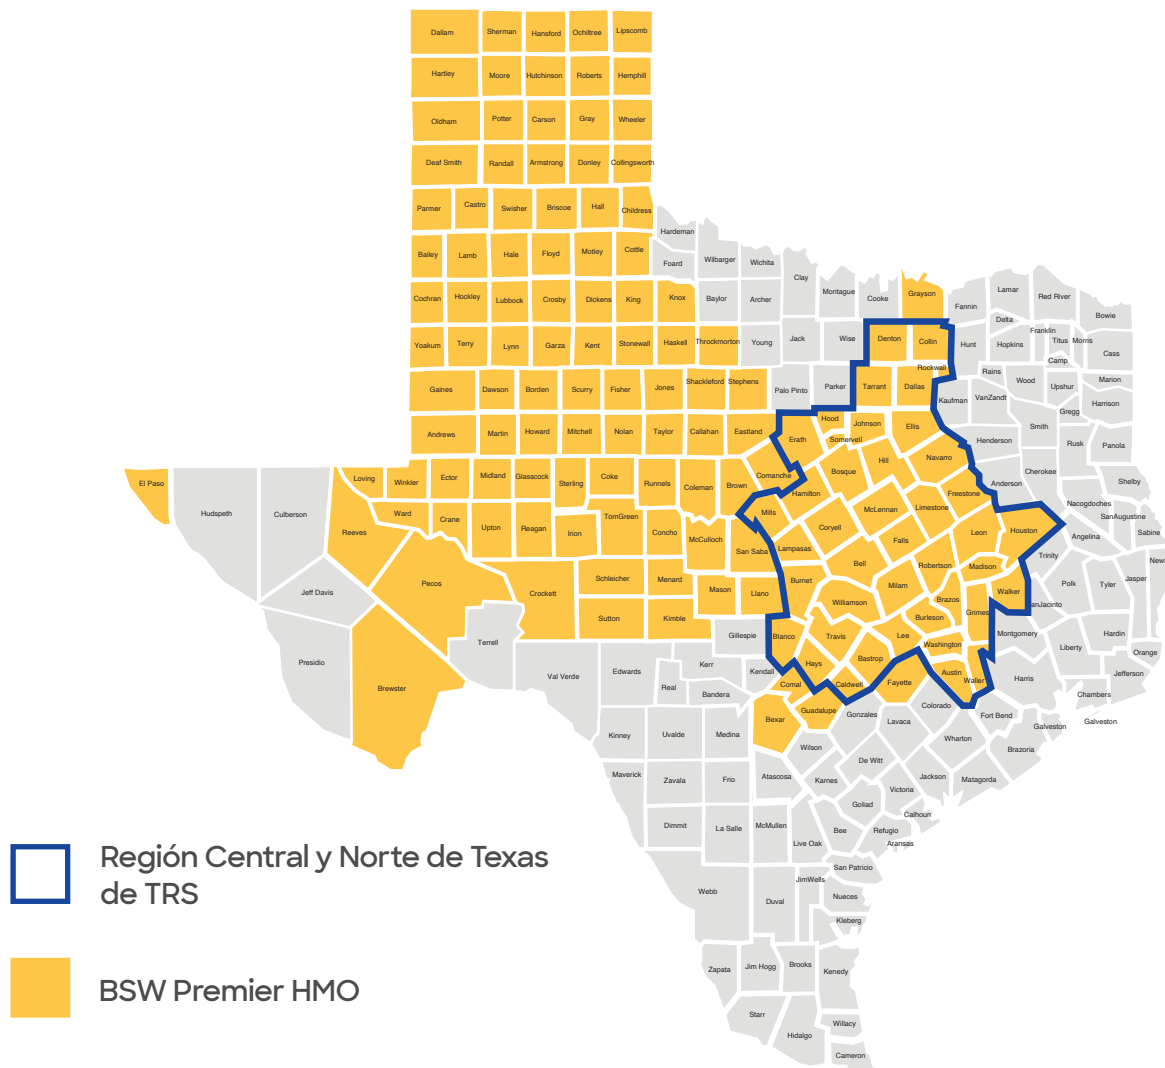 Dallam Sherman Hansford Ochiltree Lipscomb
Hartley Moore Hutchinson Roberts Hemphill
Oldham Potter Carson Gray Wheeler
Deaf Smith Randall Armstrong Donley Collingsworth
Parmer Castro Swisher Briscoe Hall Childress
Hardeman
Bailey Lamb Hale Floyd Motley Cottle Foard Wilbarger Wichita Clay
Cochran Hockley Lubbock Crosby Dickens King Knox Baylor Archer Montague Cooke Grayson Fannin Lamar Red River Bowie
Delta Franklin Titus Morris
Yoakum Terry Lynn Garza Kent Stonewall Haskell Throckmorton Young Jack Wise Denton Collin Hunt Hopkins Camp Cass
Rockwall Rains
Gaines Dawson Borden Scurry Fisher Jones Shackleford Stephens Palo Pinto Parker Tarrant Dallas Kaufman VanZandt Wood Upshur Marion
Gregg Harrison
Andrews Martin Howard Mitchell Nolan Taylor Callahan Eastland Erath Hood Somervell Johnson Ellis Henderson Smith Rusk Panola
El Paso Hudspeth Culberson Loving Winkler Ector Midland Glasscock Sterling Coke Runnels Coleman Brown Comanche Bosque Hill Navarro Anderson Cherokee Shelby
Reeves Ward Crane Upton Reagan Irion TomGreen Concho McCulloch San Saba Mills Hamilton Coryell McLennan Limestone Freestone Leon Houston Nacogdoches SanAugustine Sabine
Angelina Trinity
Jeff Davis Pecos Crockett Schleicher Menard Mason Llano Lampasas Burnet Bell Falls Milam Robertson Madison Walker Polk Tyler Jasper
Sutton Kimble Williamson Brazos Burleson Grimes
Presidio Brewster Terrell Val Verde Edwards Kerr Gillespie Kendall Blanco Travis Hays Bastrop Lee Washington Montgomery Liberty Hardin Orange
Real Bandera Comal Caldwell Fayette Austin Waller Harris Chambers Jefferson
Kinney Uvalde Medina Bexar Guadalupe Gonzales Lavaca Colorado Fort Bend Galveston Galveston
Wilson Wharton Brazoria
Maverick Zavala Frio Atascosa Karnes De Witt Jackson Matagorda
Victoria Goliad Calhoun
Dimmit La Salle McMullen Live Oak Bee Refugio Aransas
Webb Duval JimWells San Patricio
Nueces
Kleberg
Zapata Jim Hogg Brooks Kenedy
Starr Hidalgo Willacy
Cameron
Región Central y Norte de Texas
de TRS
BSW Premier HMO